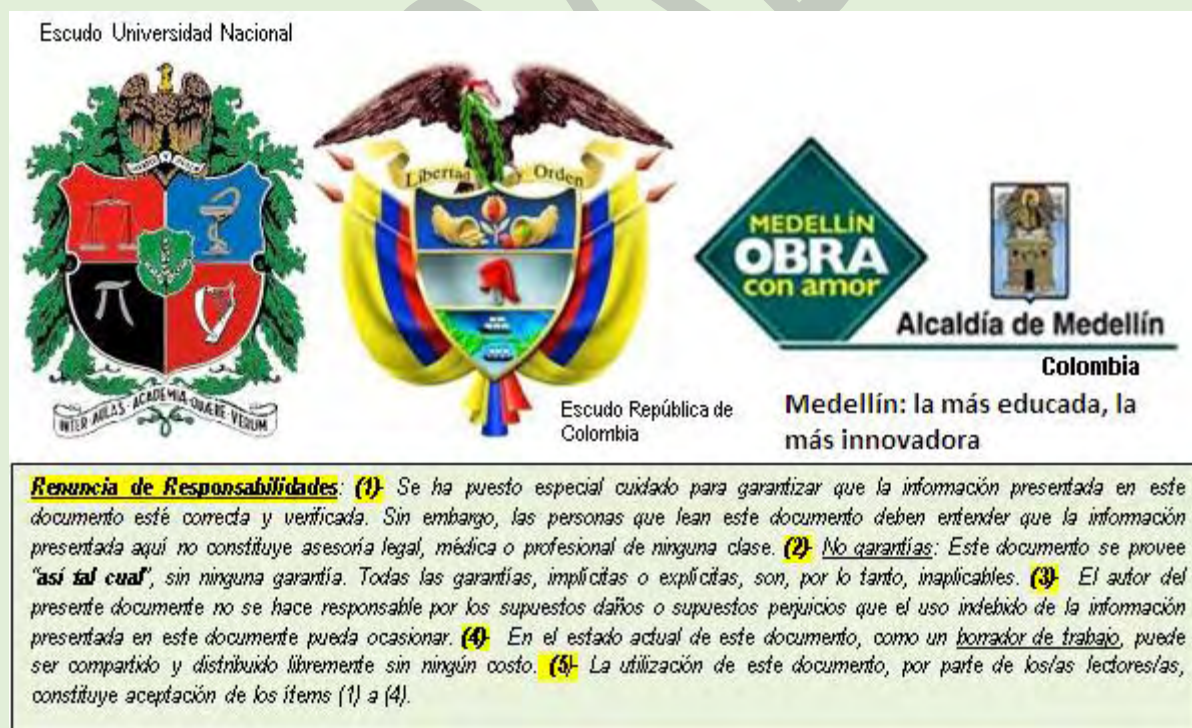 Escudo Universidad Nacional
Libertad y Orden
MEDELLÍN
OBRA
con amor
Alcaldía de Medellín
Colombia
INTER AULAS ACADEMIA QUÆRE VERUM
Escudo República de
Colombia
Medellín: la más educada, la
más innovadora
Renuncia de Responsabilidades: (1)- Se ha puesto especial cuidado para garantizar que la información presentada en este
documento esté correcta y verificada. Sin embargo, las personas que lean este documento deben entender que la información
presentada aquí no constituye asesoría legal, médica o profesional de ninguna clase. (2)- No garantías: Este documento se provee
"así tal cual", sin ninguna garantía. Todas las garantías, implícitas o explícitas, son, por lo tanto, inaplicables. (3)- El autor del
presente documente no se hace responsable por los supuestos daños o supuestos perjuicios que el uso indebido de la información
presentada en este documente pueda ocasionar. (4)- En el estado actual de este documento, como un borrador de trabajo, puede
ser compartido y distribuido libremente sin ningún costo. (5)- La utilización de este documento, por parte de los/as lectores/as,
constituye aceptación de los ítems (1) a (4).